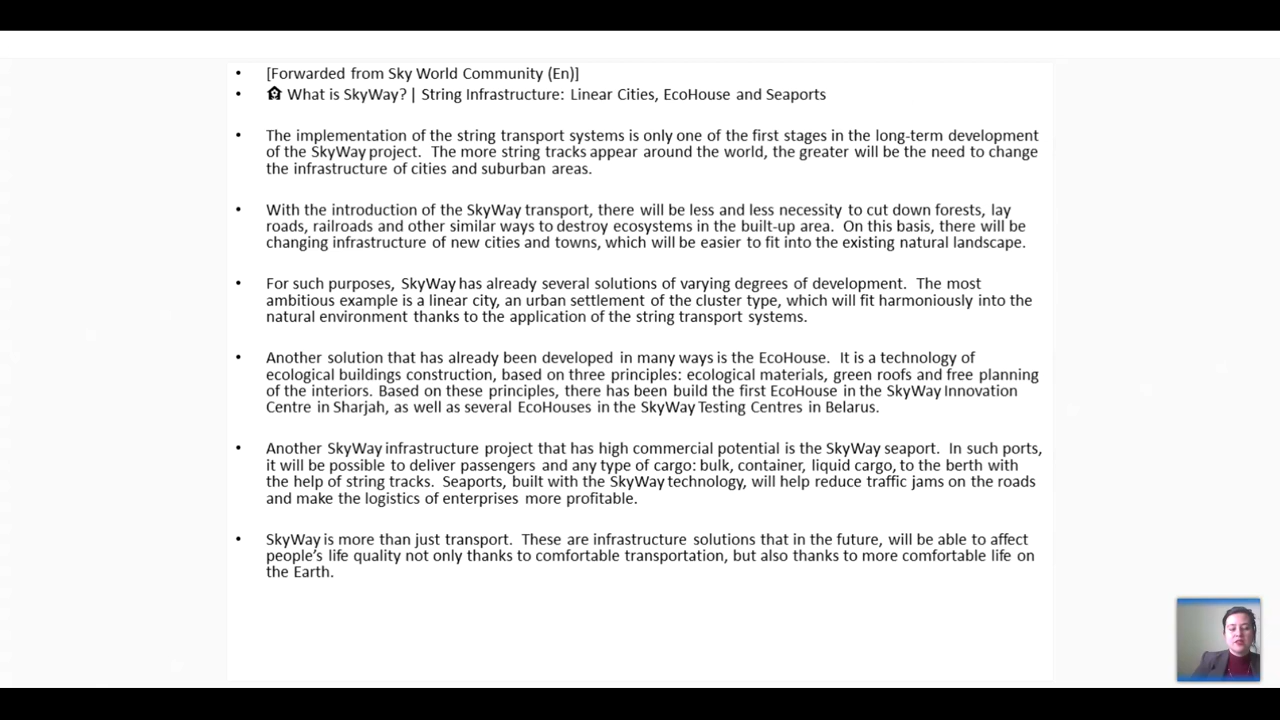 • [Forwarded from Sky World Community (En)]
• What is SkyWay? | String Infrastructure: Linear Cities, EcoHouse and Seaports
• The implementation of the string transport systems is only one of the first stages in the long-term development
of the SkyWay project. The more string tracks appear around the world, the greater will be the need to change
the infrastructure of cities and suburban areas.
• With the introduction of the SkyWay transport, there will be less and less necessity to cut down forests, lay
roads, railroads and other similar ways to destroy ecosystems in the built-up area. On this basis, there will be
changing infrastructure of new cities and towns, which will be easier to fit into the existing natural landscape.
• For such purposes, SkyWay has already several solutions of varying degrees of development. The most
ambitious example is a linear city, an urban settlement of the cluster type, which will fit harmoniously into the
natural environment thanks to the application of the string transport systems.
• Another solution that has already been developed in many ways is the EcoHouse. It is a technology of
ecological buildings construction, based on three principles: ecological materials, green roofs and free planning
of the interiors. Based on these principles, there has been build the first EcoHouse in the SkyWay Innovation
Centre in Sharjah, as well as several EcoHouses in the SkyWay Testing Centres in Belarus.
• Another SkyWay infrastructure project that has high commercial potential is the SkyWay seaport. In such ports,
it will be possible to deliver passengers and any type of cargo: bulk, container, liquid cargo, to the berth with
the help of string tracks. Seaports, built with the SkyWay technology, will help reduce traffic jams on the roads
and make the logistics of enterprises more profitable.
• SkyWay is more than just transport. These are infrastructure solutions that in the future, will be able to affect
people's life quality not only thanks to comfortable transportation, but also thanks to more comfortable life on
the Earth.